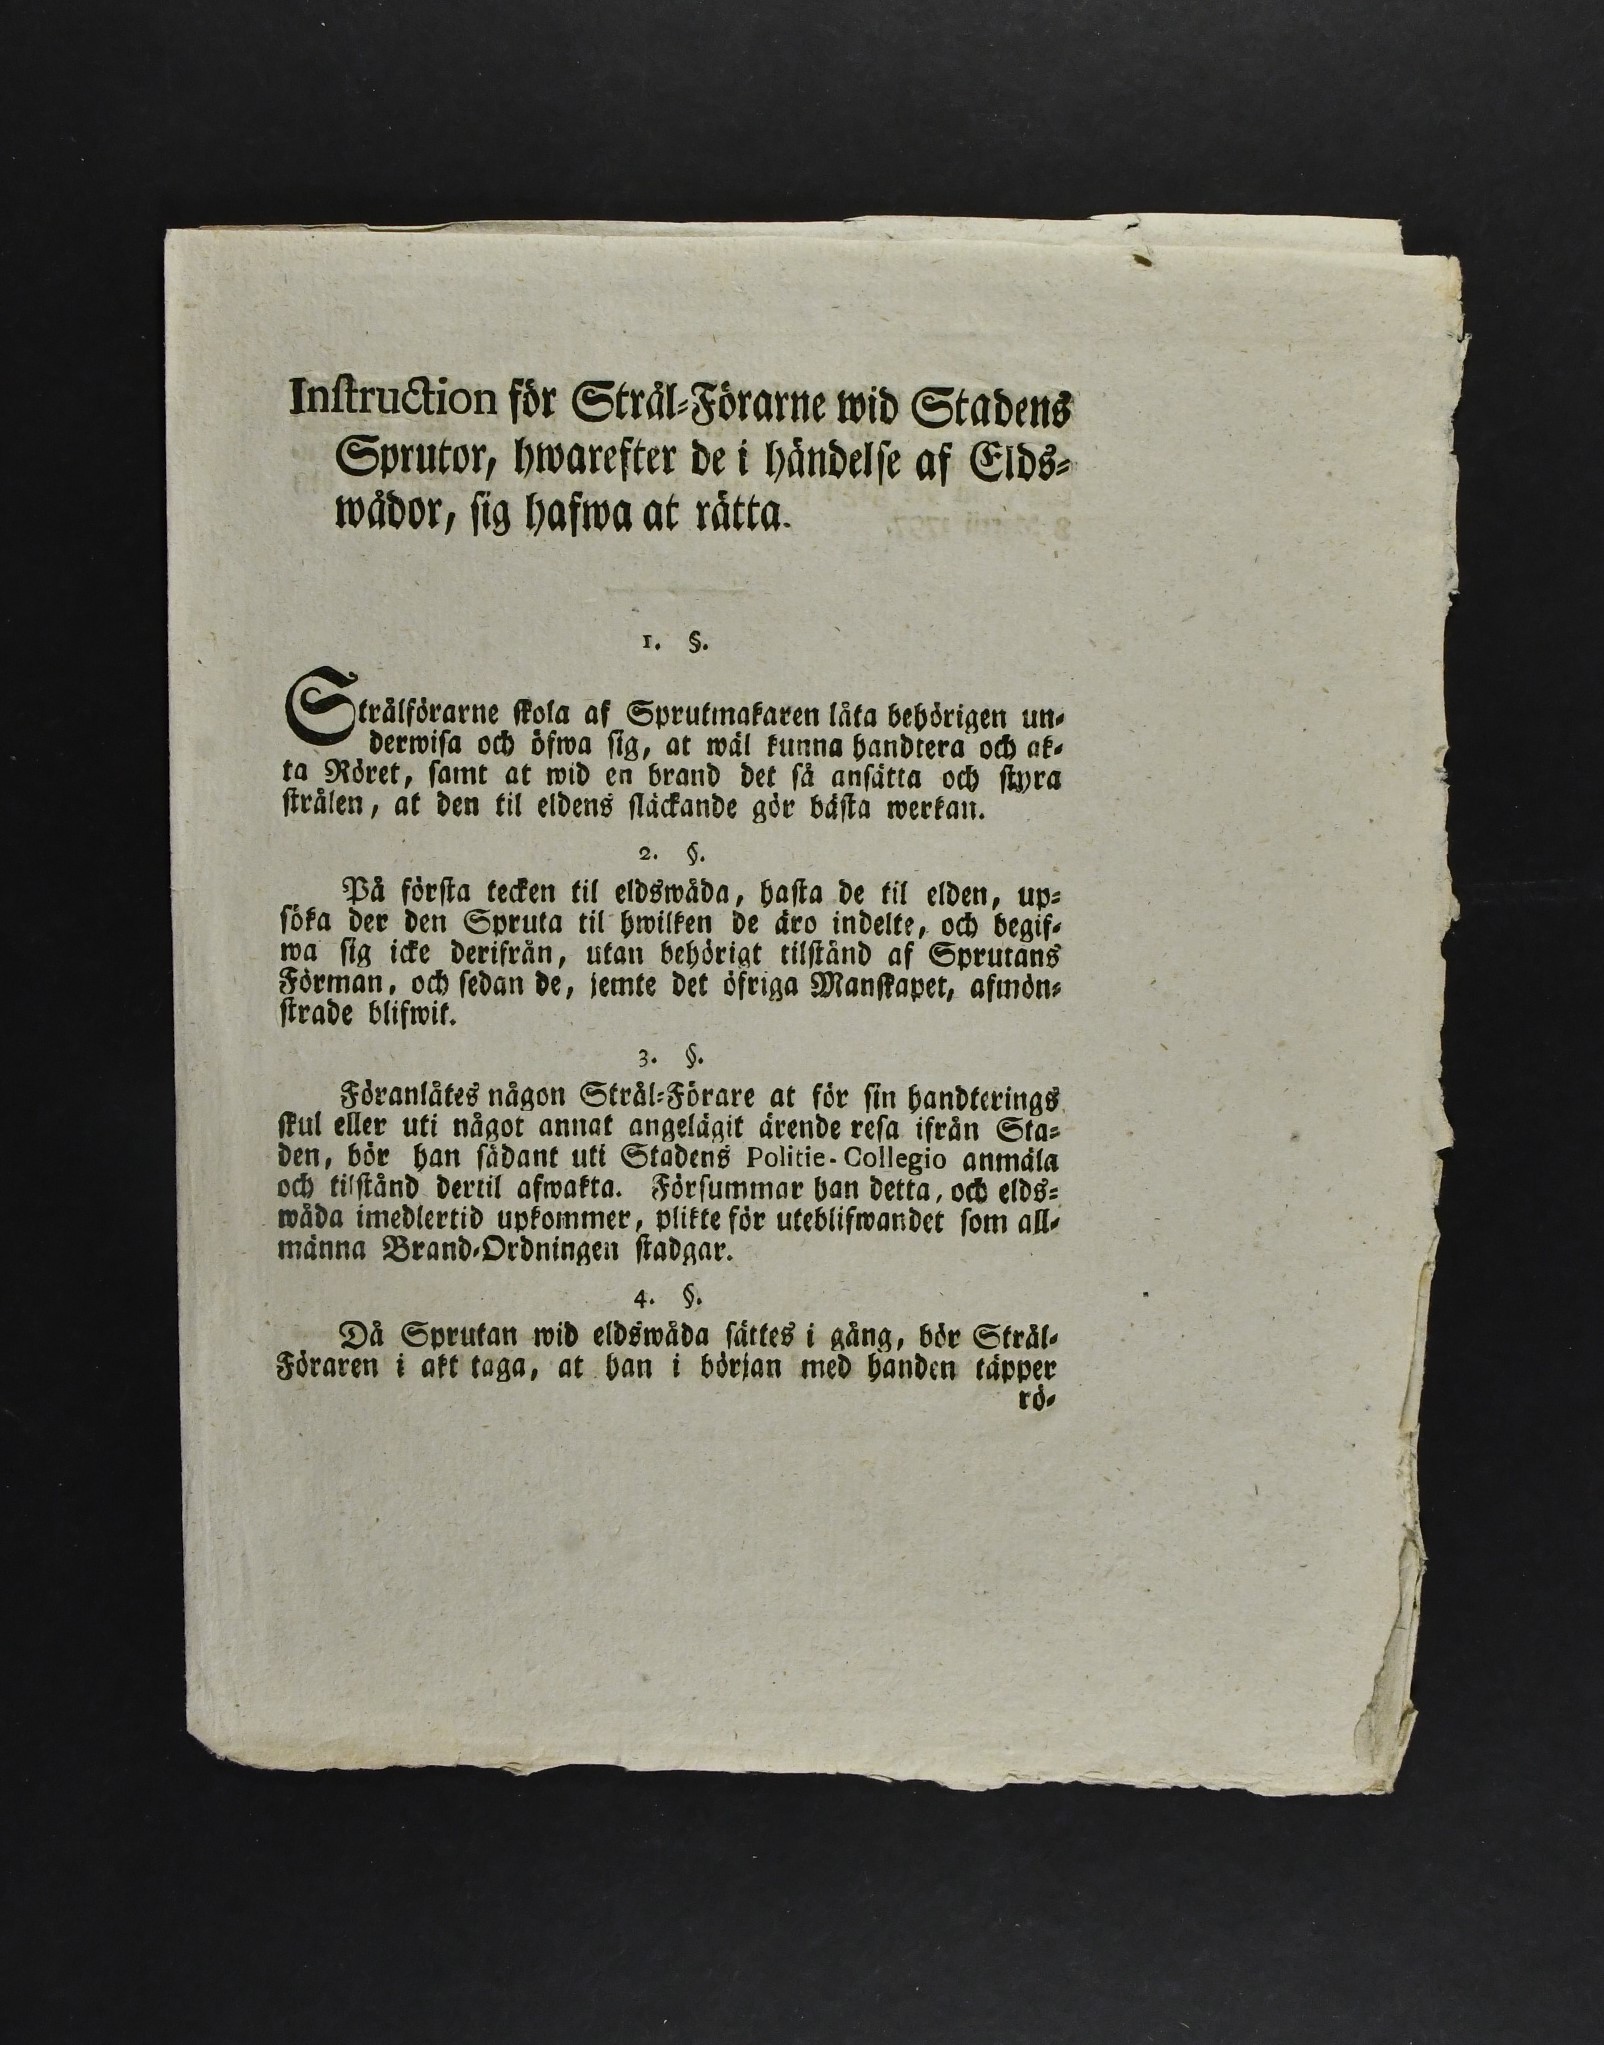 Instruction för Strål-Förarne wid Stadens
Sprutor, hwarefter de i händelse af Elds-
wådor, sig hafwa at rätta.
1. §.
Strålförarne skola af Sprutmakaren låta behörigen un-
derwisa och öfwa sig, at wäl kunna handtera och ak-
ta Röret, samt at wid en brand det så ansätta och styra
strålen, at den til eldens släckande gör bästa werkan.
2. §.
På första tecken til eldswåda, hasta de til elden, up-
söka der den Spruta til hwilken de äro indelte, och begif-
wa sig icke derifrån, utan behörigt tilstånd af Sprutans
Förman, och sedan de, jemte det öfriga Manskapet, afmön-
strade blifwit.
3. §.
Föranlåtes någon Strål-Förare at för sin handterings
skul eller uti något annat angelägit ärende resa ifrån Sta-
den, bör han sådant uti Stadens Politie-Collegio anmäla
och tilstånd dertil afwakta. Försummar han detta, och elds-
wåda imedlertid upkommer, plikte för uteblifwandet som all-
männa Brand-Ordningen stadgar.
4. §.
Då Sprutan wid eldswåda sättes i gång, bör Strål-
Föraren i akt taga, at han i början med handen täpper
rö-